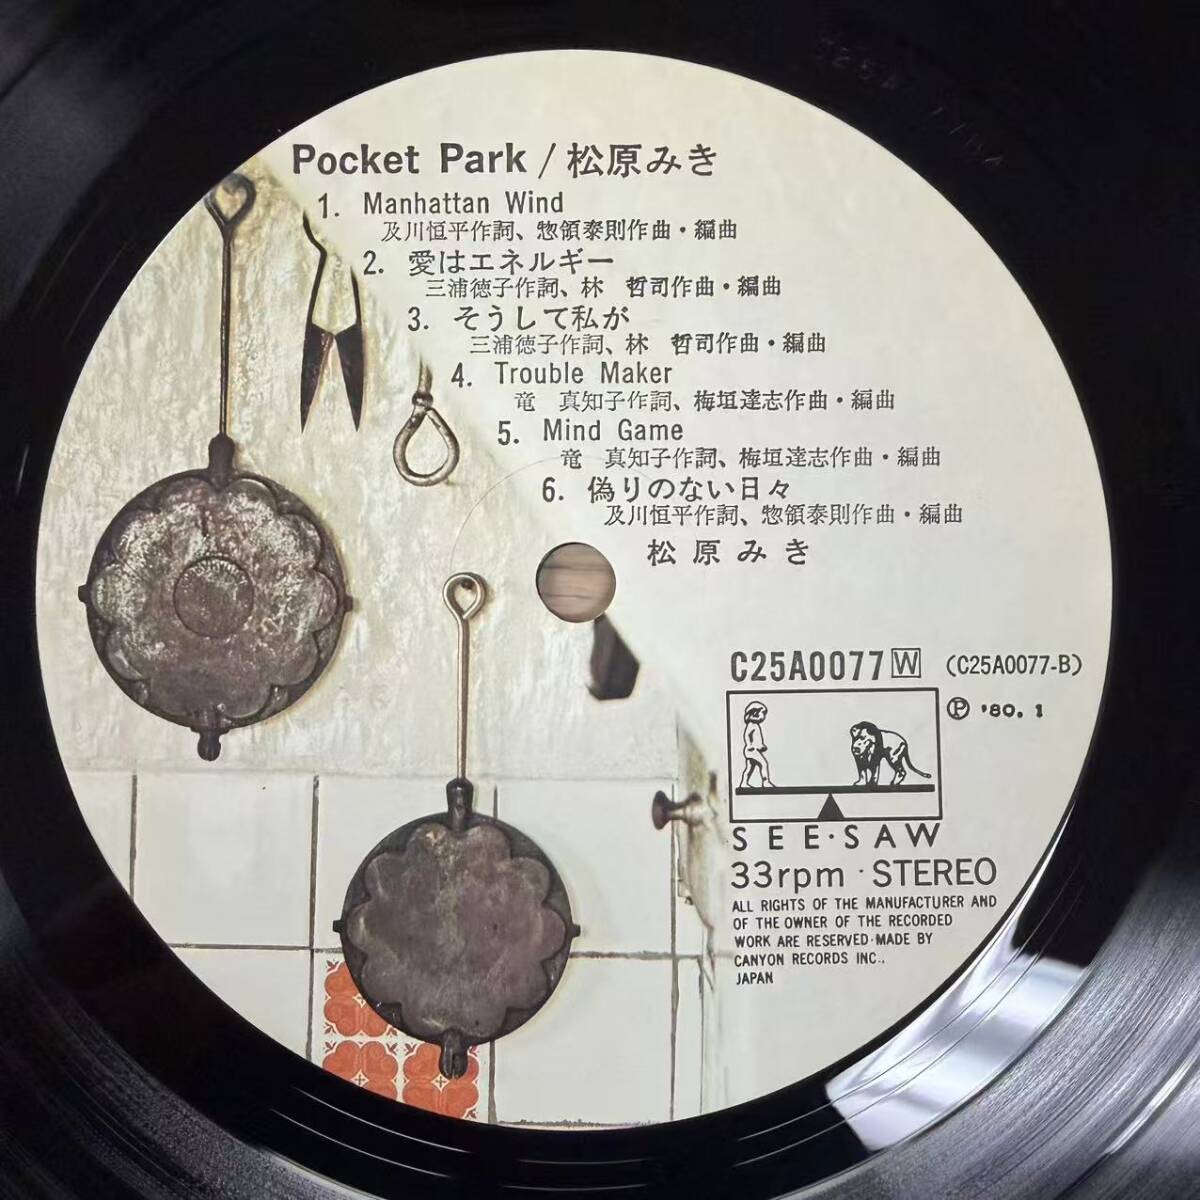 Pocket Park / 松原みき
1. Manhattan Wind
及川恒平作詞、惣領泰則作曲・編曲
2. 愛はエネルギー
三浦徳子作詞、林 哲司作曲・編曲
3. そうして私が
三浦徳子作詞、林 哲司作曲・編曲
4. Trouble Maker
竜 真知子作詞、梅垣達志作曲・編曲
5. Mind Game
竜 真知子作詞、梅垣達志作曲・編曲
6. 偽りのない日々
及川恒平作詞、惣領泰則作曲・編曲
松原みき
C25A0077 W (C25A0077-B)
Ⓟ '80. 1
SEE・SAW
33rpm・STEREO
ALL RIGHTS OF THE MANUFACTURER AND
OF THE OWNER OF THE RECORDED
WORK ARE RESERVED・MADE BY
CANYON RECORDS INC.,
JAPAN